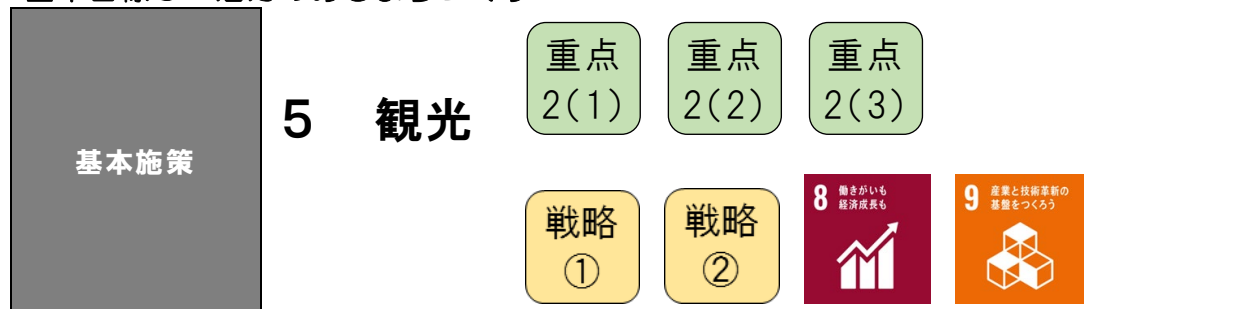 基本施策
5 観光
重点
2(1)
重点
2(2)
重点
2(3)
戦略
①
戦略
②
8 働きがいも
経済成長も
9 産業と技術革新の
基盤をつくろう